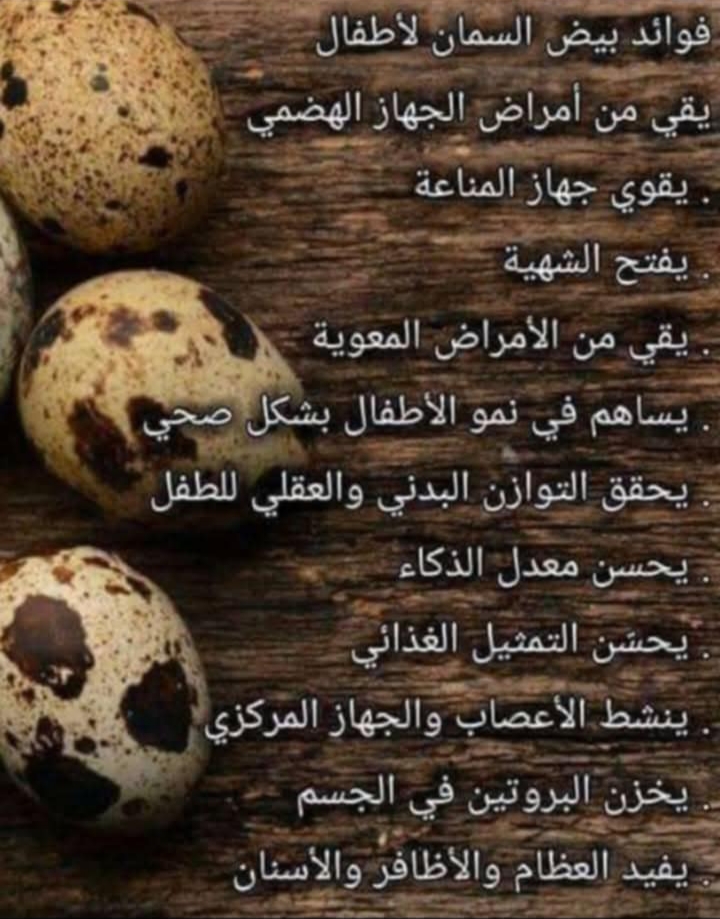 فوائد بيض السمان لأطفال
يقي من أمراض الجهاز الهضمي
. يقوي جهاز المناعة
. يفتح الشهية
. يقي من الأمراض المعوية
. يساهم في نمو الأطفال بشكل صحي
. يحقق التوازن البدني والعقلي للطفل
. يحسن معدل الذكاء
. يحسَن التمثيل الغذائي
. ينشط الأعصاب والجهاز المركزي
. يخزن البروتين في الجسم
. يفيد العظام والأظافر والأسنان